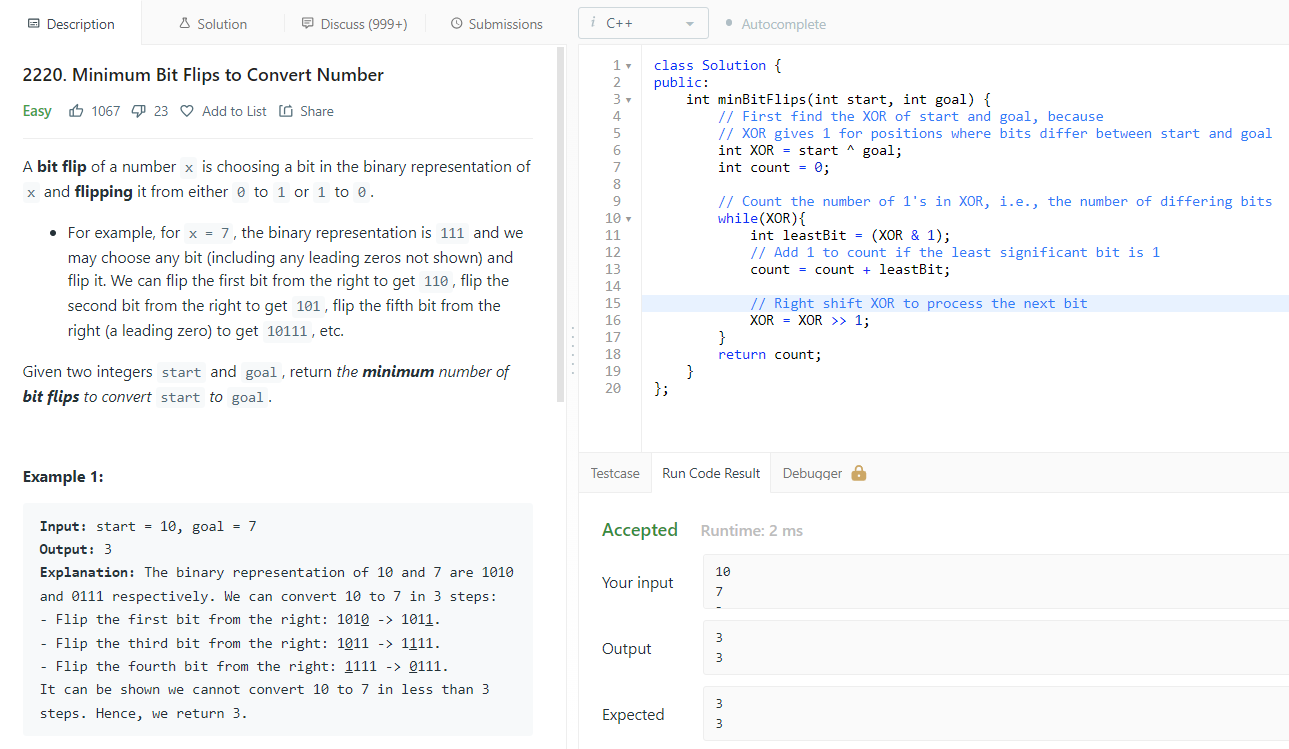 Description
Solution
Discuss (999+)
Submissions
i C++
Autocomplete
2220. Minimum Bit Flips to Convert Number
Easy 1067 23 Add to List Share
A bit flip of a number x is choosing a bit in the binary representation of
x and flipping it from either 0 to 1 or 1 to 0.
• For example, for x = 7, the binary representation is 111 and we
may choose any bit (including any leading zeros not shown) and
flip it. We can flip the first bit from the right to get 110, flip the
second bit from the right to get 101, flip the fifth bit from the
right (a leading zero) to get 10111, etc.
Given two integers start and goal, return the minimum number of
bit flips to convert start to goal.
Example 1:
Input: start = 10, goal = 7
Output: 3
Explanation: The binary representation of 10 and 7 are 1010
and 0111 respectively. We can convert 10 to 7 in 3 steps:
- Flip the first bit from the right: 1010 -> 1011.
- Flip the third bit from the right: 1011 -> 1111.
- Flip the fourth bit from the right: 1111 -> 0111.
It can be shown we cannot convert 10 to 7 in less than 3
steps. Hence, we return 3.
1 class Solution {
2 public:
3     int minBitFlips(int start, int goal) {
4         // First find the XOR of start and goal, because
5         // XOR gives 1 for positions where bits differ between start and goal
6         int XOR = start ^ goal;
7         int count = 0;
8
9         // Count the number of 1's in XOR, i.e., the number of differing bits
10         while(XOR){
11             int leastBit = (XOR & 1);
12             // Add 1 to count if the least significant bit is 1
13             count = count + leastBit;
14
15             // Right shift XOR to process the next bit
16             XOR = XOR >> 1;
17         }
18         return count;
19     }
20 };
Testcase
Run Code Result
Debugger
Accepted Runtime: 2 ms
Your input
10
7
Output
3
3
Expected
3
3